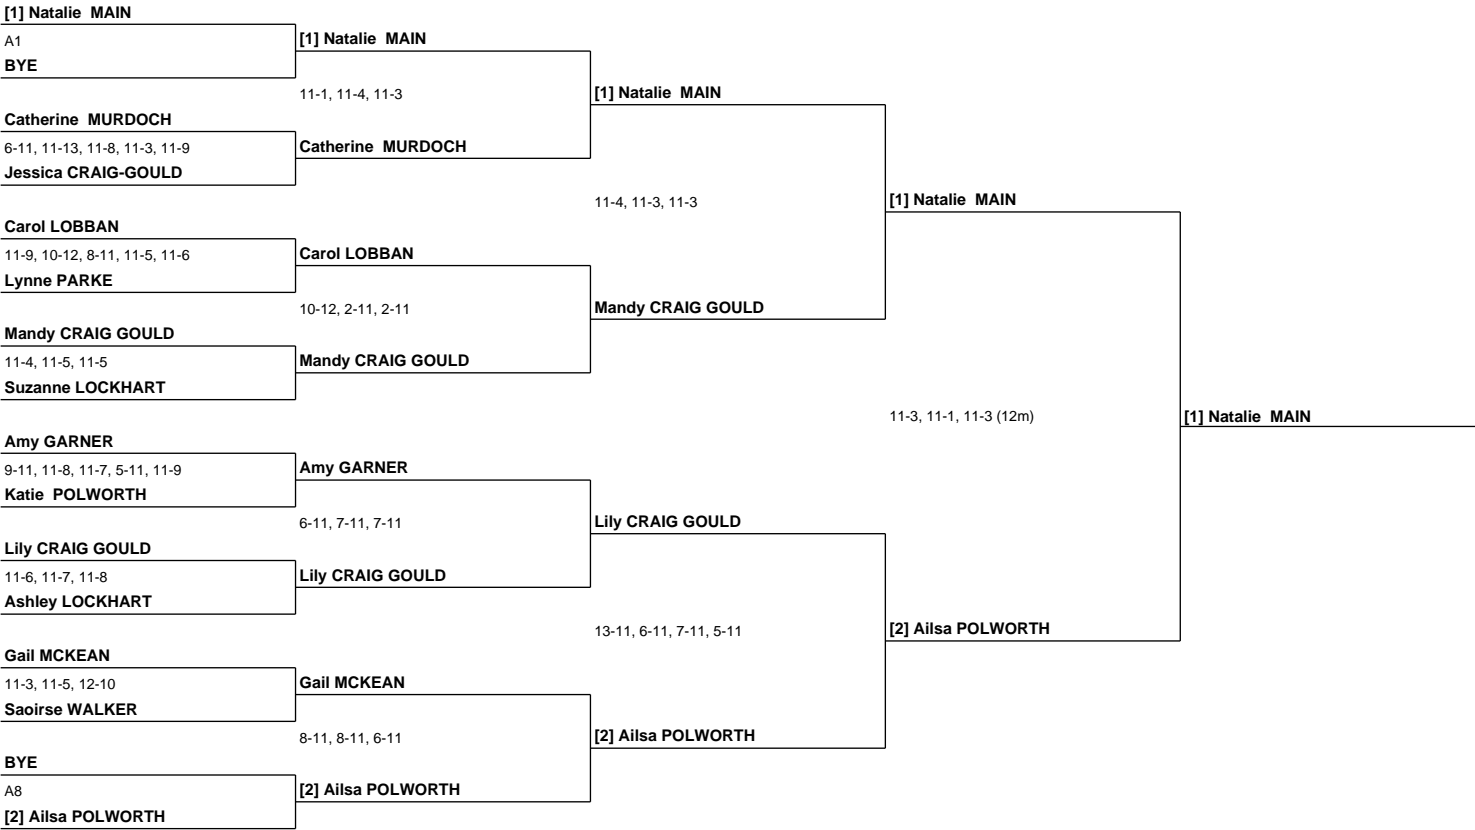 [1] Natalie  MAIN
A1
BYE
Catherine  MURDOCH
6-11, 11-13, 11-8, 11-3, 11-9
Jessica CRAIG-GOULD
Carol LOBBAN
11-9, 10-12, 8-11, 11-5, 11-6
Lynne PARKE
Mandy CRAIG GOULD
11-4, 11-5, 11-5
Suzanne LOCKHART
Amy GARNER
9-11, 11-8, 11-7, 5-11, 11-9
Katie  POLWORTH
Lily CRAIG GOULD
11-6, 11-7, 11-8
Ashley LOCKHART
Gail MCKEAN
11-3, 11-5, 12-10
Saoirse WALKER
BYE
A8
[2] Ailsa POLWORTH
[1] Natalie  MAIN
11-1, 11-4, 11-3
Catherine  MURDOCH
Carol LOBBAN
10-12, 2-11, 2-11
Mandy CRAIG GOULD
Amy GARNER
6-11, 7-11, 7-11
Lily CRAIG GOULD
Gail MCKEAN
8-11, 8-11, 6-11
[2] Ailsa POLWORTH
[1] Natalie  MAIN
11-4, 11-3, 11-3
Mandy CRAIG GOULD
Lily CRAIG GOULD
13-11, 6-11, 7-11, 5-11
[2] Ailsa POLWORTH
[1] Natalie  MAIN
11-3, 11-1, 11-3 (12m)
[2] Ailsa POLWORTH
[1] Natalie  MAIN